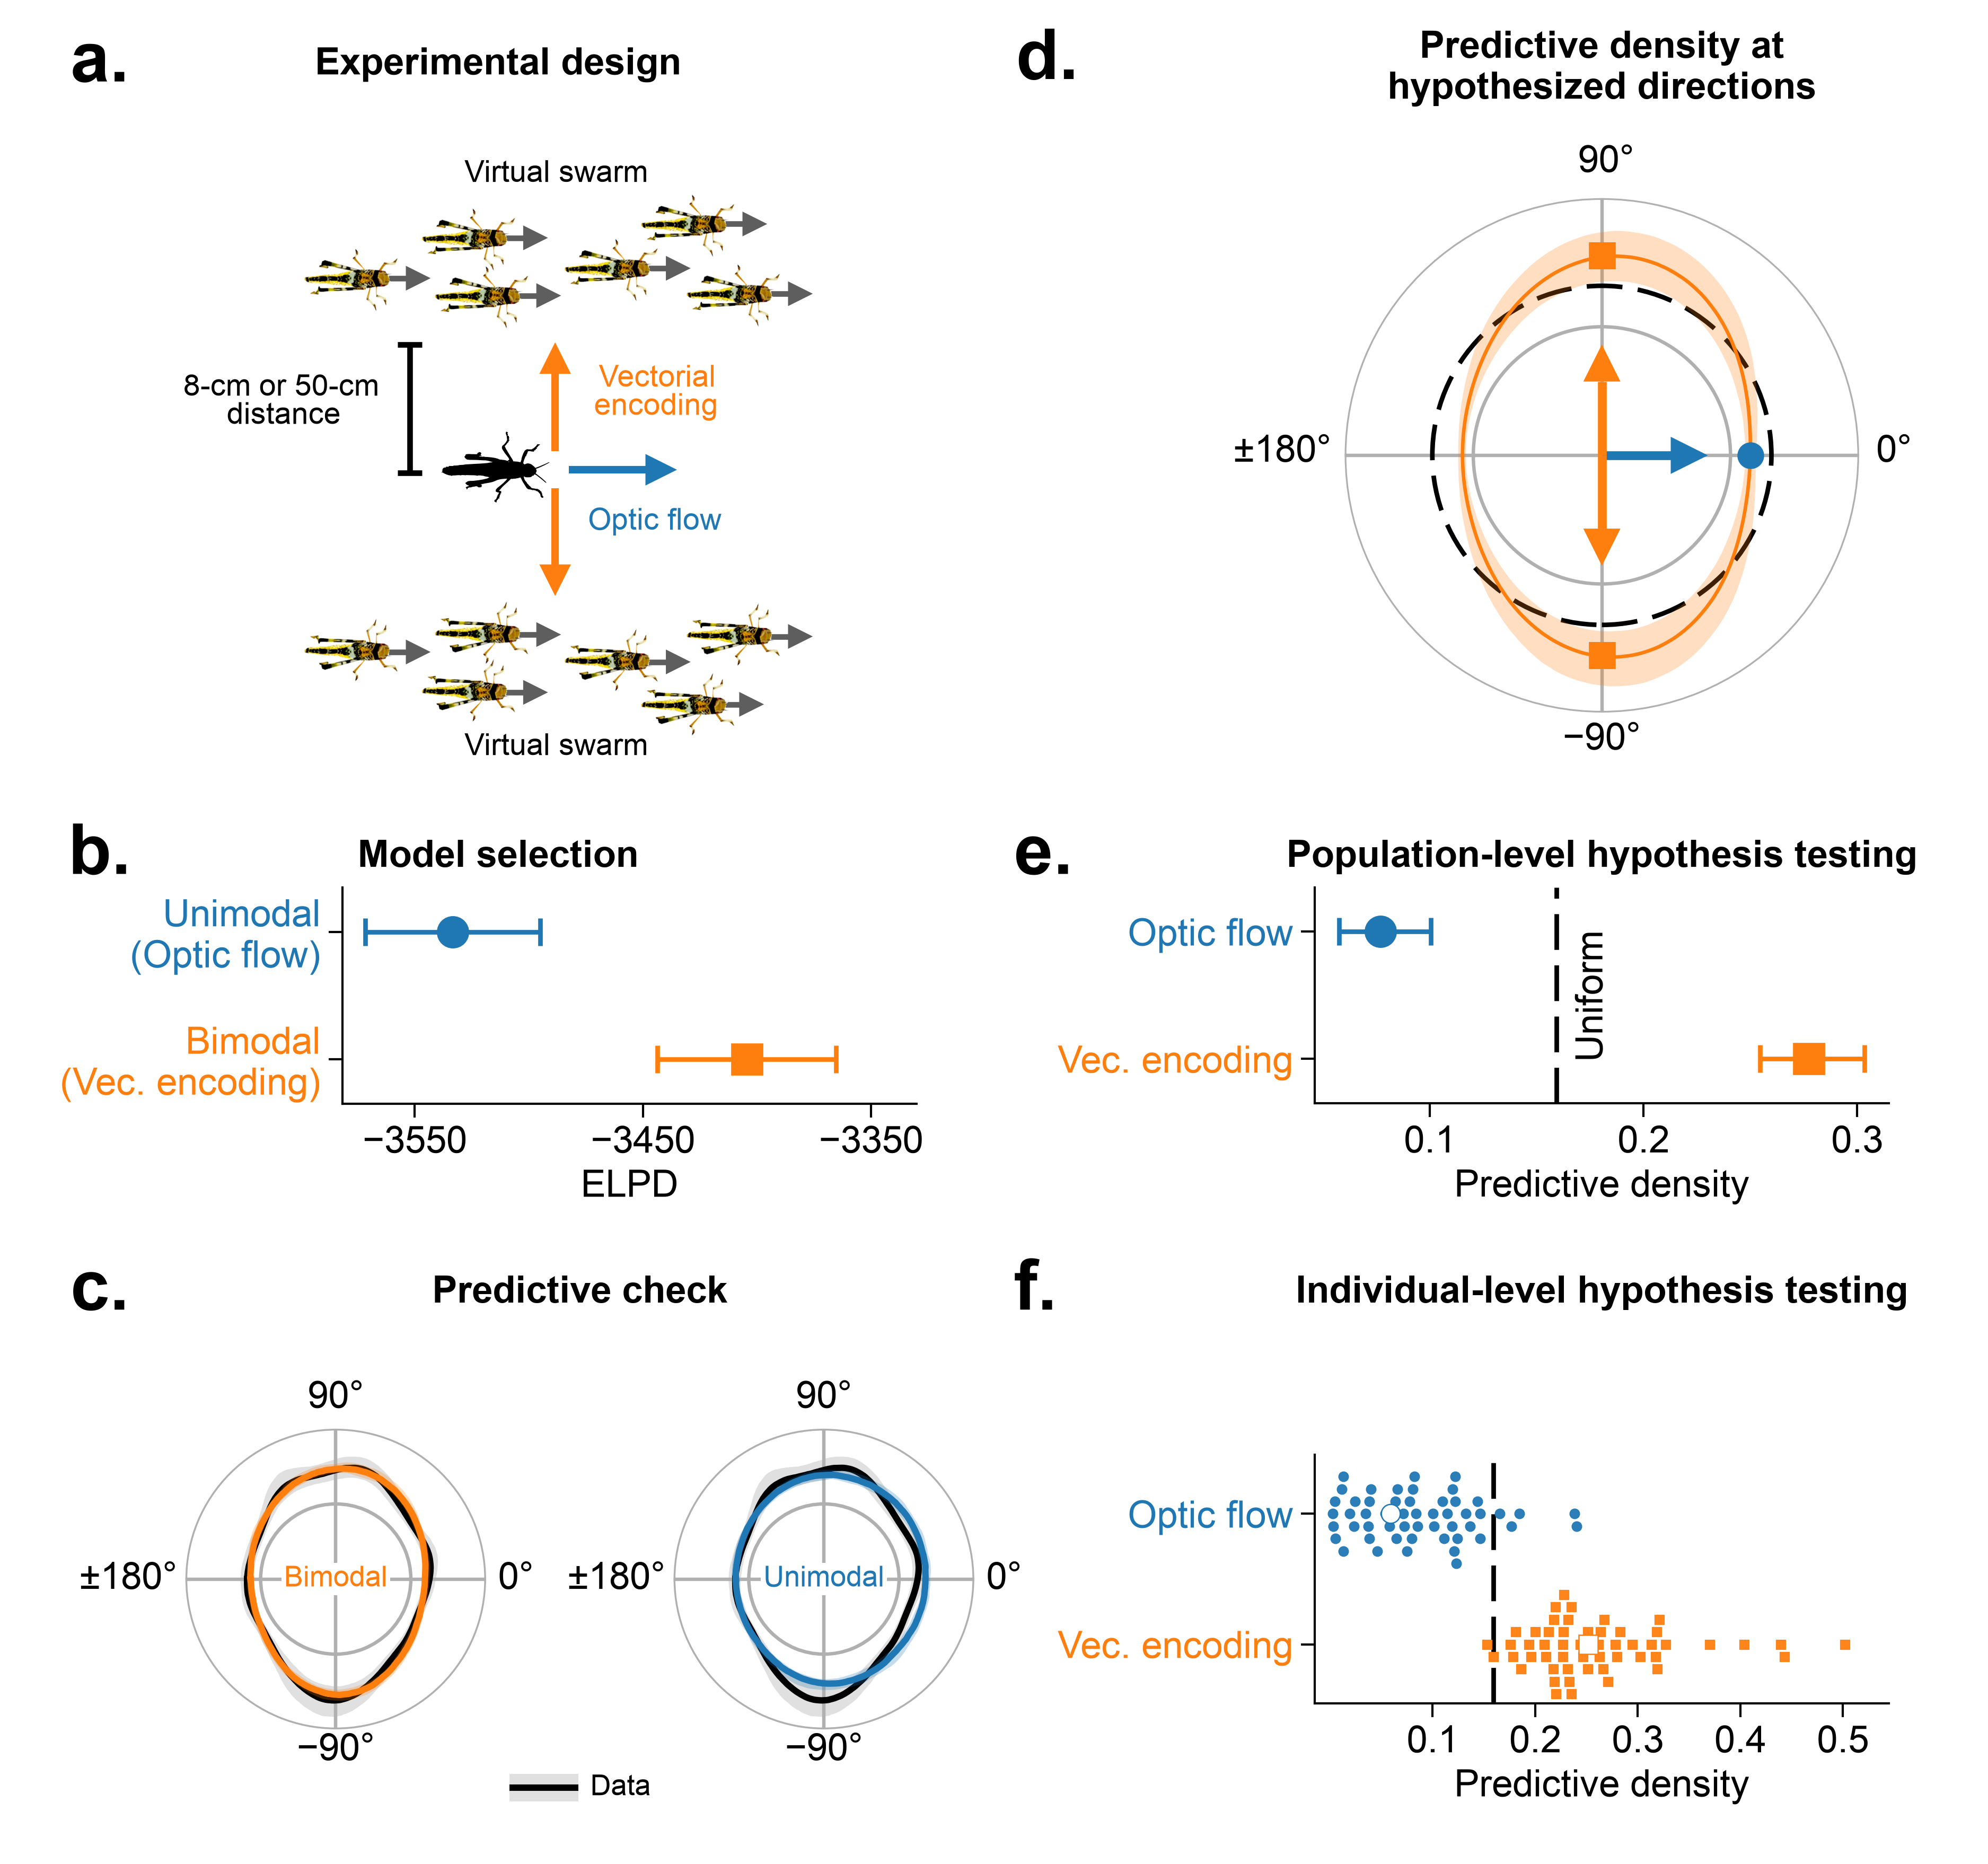 a.
Experimental design
Virtual swarm
8-cm or 50-cm
distance
Vectorial
encoding
Optic flow
Virtual swarm
b.
Model selection
Unimodal
(Optic flow)
Bimodal
(Vec. encoding)
−3550
−3450
−3350
ELPD
c.
Predictive check
90°
±180°
Bimodal
0°
−90°
90°
±180°
Unimodal
0°
−90°
Data
d.
Predictive density at
hypothesized directions
90°
±180°
0°
−90°
e.
Population-level hypothesis testing
Optic flow
Uniform
Vec. encoding
0.1
0.2
0.3
Predictive density
f.
Individual-level hypothesis testing
Optic flow
Vec. encoding
0.1
0.2
0.3
0.4
0.5
Predictive density